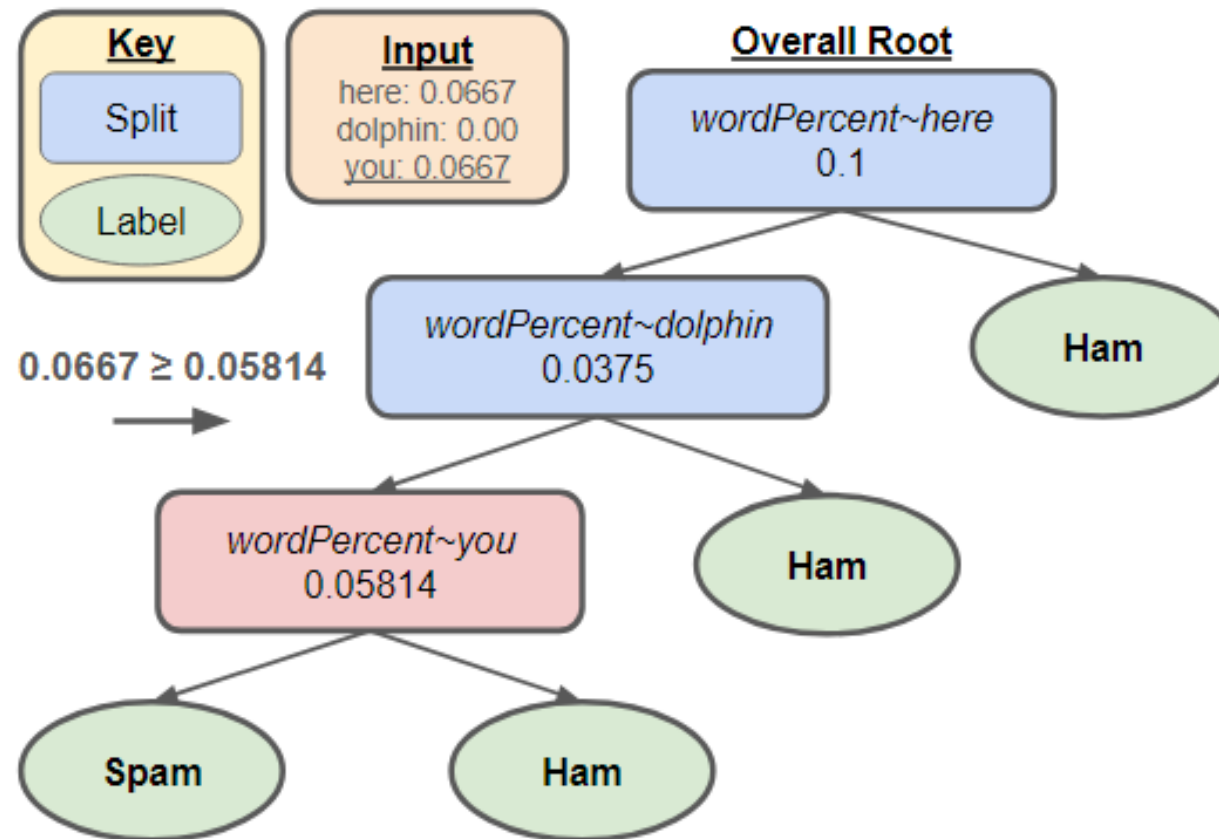 Key
Split
Label
Input
here: 0.0667
dolphin: 0.00
you: 0.0667
Overall Root
wordPercent~here
0.1
wordPercent~dolphin
0.0375
Ham
0.0667 ≥ 0.05814
wordPercent~you
0.05814
Ham
Spam
Ham